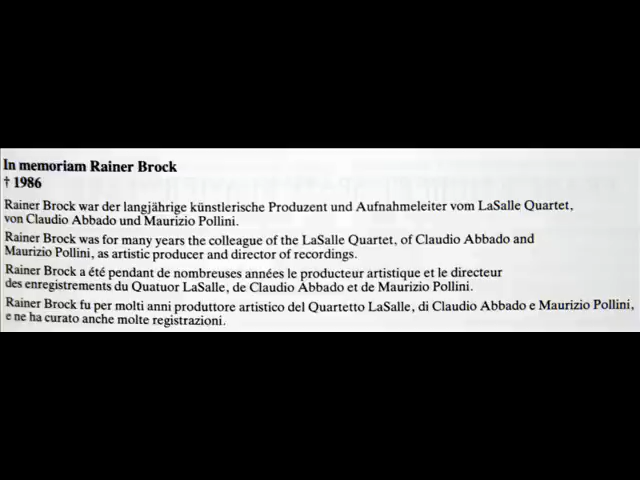 In memoriam Rainer Brock
† 1986
Rainer Brock war der langjährige künstlerische Produzent und Aufnahmeleiter vom LaSalle Quartet,
von Claudio Abbado und Maurizio Pollini.
Rainer Brock was for many years the colleague of the LaSalle Quartet, of Claudio Abbado and
Maurizio Pollini, as artistic producer and director of recordings.
Rainer Brock a été pendant de nombreuses années le producteur artistique et le directeur
des enregistrements du Quatuor LaSalle, de Claudio Abbado et de Maurizio Pollini.
Rainer Brock fu per molti anni produttore artistico del Quartetto LaSalle, di Claudio Abbado e Maurizio Pollini,
e ne ha curato anche molte registrazioni.